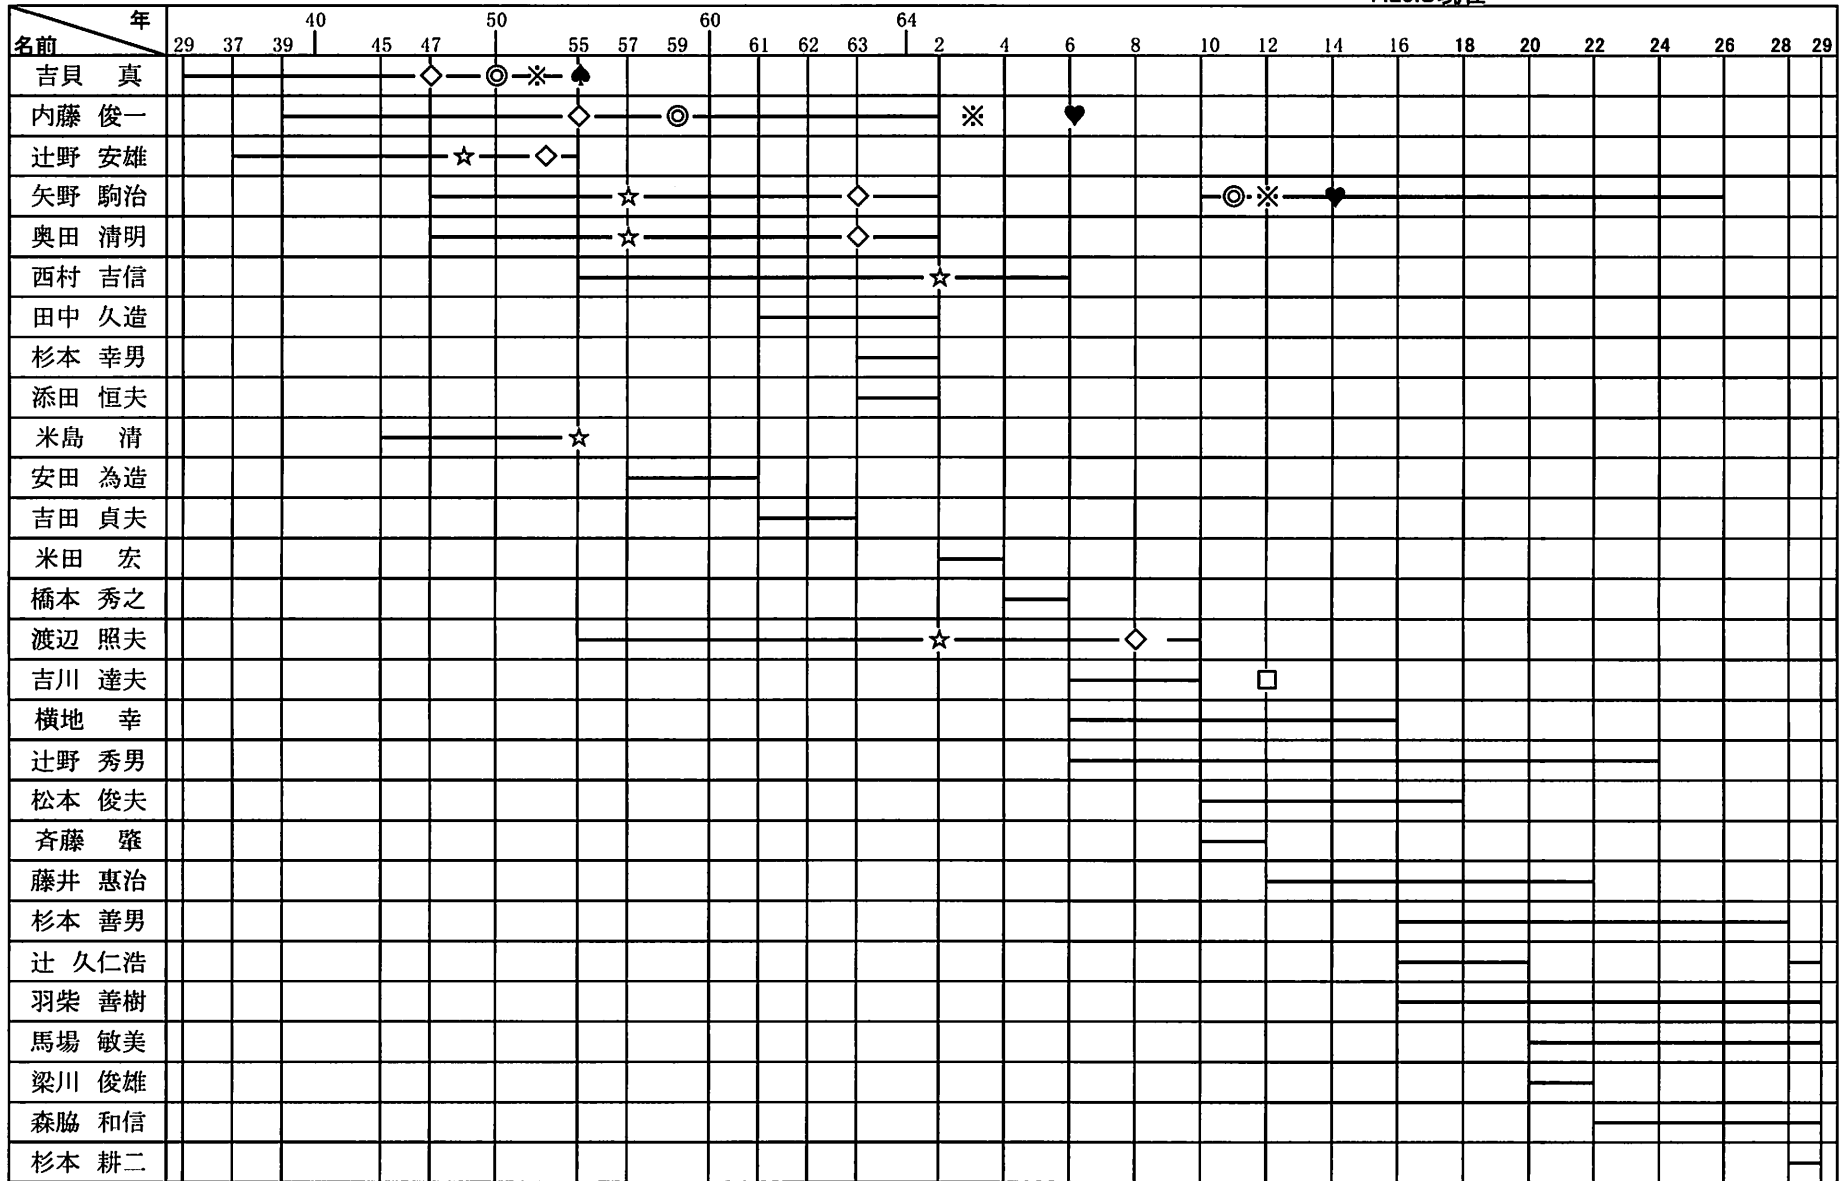 年
40 50 60 64
名前 29 37 39 45 47 55 57 59 61 62 63 2 4 6 8 10 12 14 16 18 20 22 24 26 28 29
吉貝 真
内藤 俊一
辻野 安雄
矢野 駒治
奥田 清明
西村 吉信
田中 久造
杉本 幸男
添田 恒夫
米島 清
安田 為造
吉田 貞夫
米田 宏
橋本 秀之
渡辺 照夫
吉川 達夫
横地 幸
辻野 秀男
松本 俊夫
斉藤 肇
藤井 惠治
杉本 善男
辻 久仁浩
羽柴 善樹
馬場 敏美
梁川 俊雄
森脇 和信
杉本 耕二